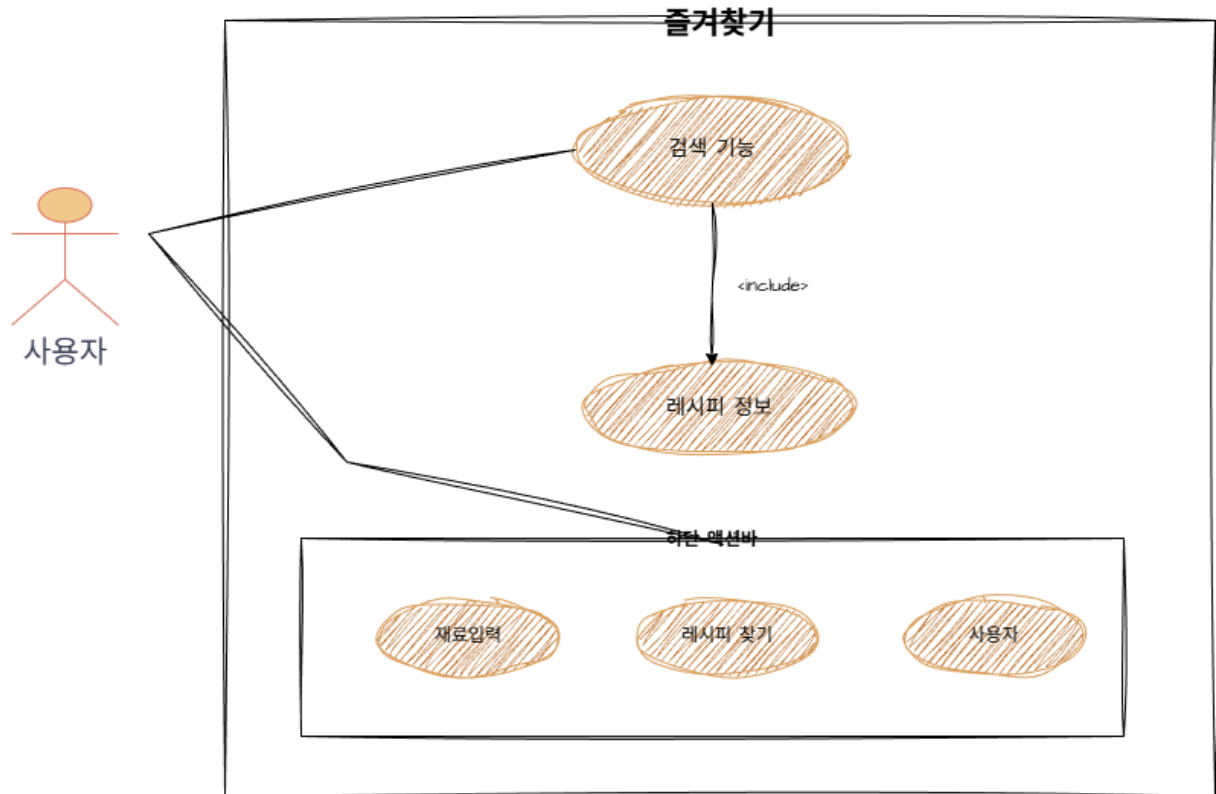 즐겨찾기
검색 기능
사용자
<include>
레시피 정보
하단 액션바
재료입력
레시피 찾기
사용자